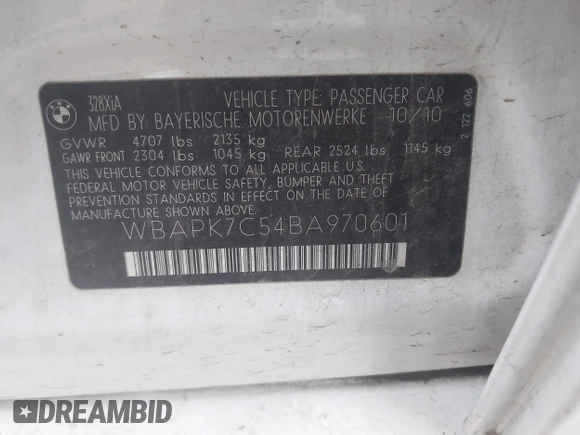 BMW
328XiA
VEHICLE TYPE: PASSENGER CAR
MFD BY BAYERISCHE MOTORENWERKE 10/10
GVWR 4707 lbs 2135 kg
GAWR FRONT 2304 lbs 1045 kg REAR 2524 lbs 1145 kg
THIS VEHICLE CONFORMS TO ALL APPLICABLE U.S.
FEDERAL MOTOR VEHICLE SAFETY, BUMPER AND THEFT
PREVENTION STANDARDS IN EFFECT ON THE DATE OF
MANUFACTURE SHOWN ABOVE.
WBAPK7C54BA970601
2 122 606
DREAMBID